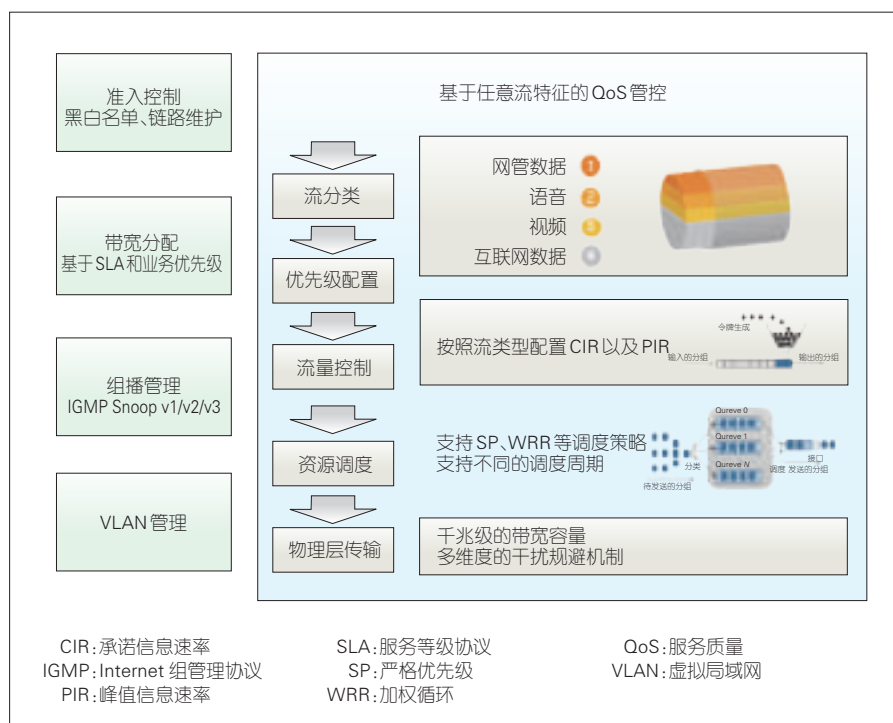 准入控制
黑白名单、链路维护
带宽分配
基于SLA和业务优先级
组播管理
IGMP Snoop v1/v2/v3
VLAN管理
基于任意流特征的QoS管控
流分类
优先级配置
流量控制
资源调度
物理层传输
网管数据 1
语音 2
视频
互联网数据
按照流类型配置CIR以及PIR
令牌生成
输入的分组
输出的分组
支持SP、WRR等调度策略
支持不同的调度周期
待发送的分组
分类
Qureve 0
Qureve 1
Qureve N
调度
发送的分组
接口
千兆级的带宽容量
多维度的干扰规避机制
CIR:承诺信息速率
IGMP:Internet 组管理协议
PIR:峰值信息速率
SLA:服务等级协议
SP:严格优先级
WRR:加权循环
QoS:服务质量
VLAN:虚拟局域网